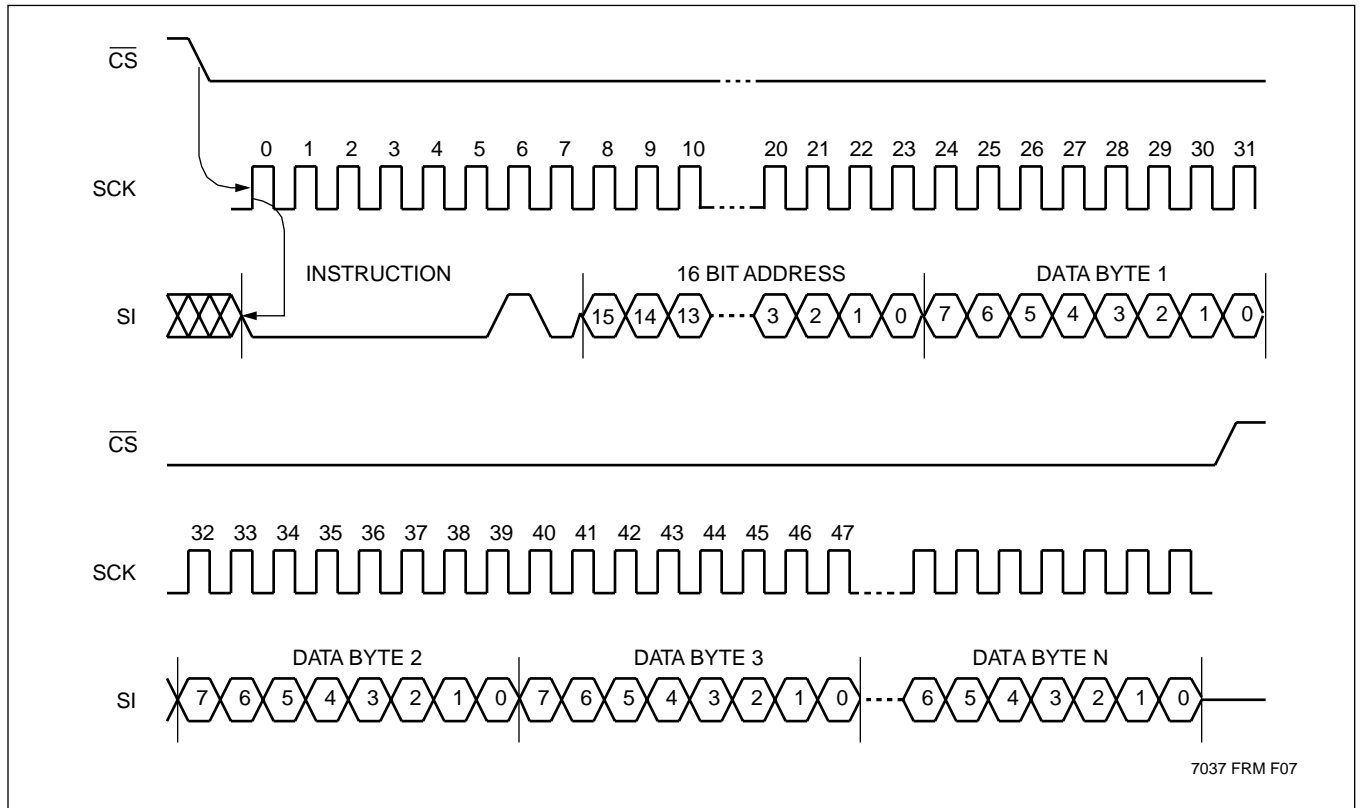 CS
0 1 2 3 4 5 6 7 8 9 10 20 21 22 23 24 25 26 27 28 29 30 31
SCK
INSTRUCTION 16 BIT ADDRESS DATA BYTE 1
SI 15 14 13 3 2 1 0 7 6 5 4 3 2 1 0
CS
32 33 34 35 36 37 38 39 40 41 42 43 44 45 46 47
SCK
DATA BYTE 2 DATA BYTE 3 DATA BYTE N
SI 7 6 5 4 3 2 1 0 7 6 5 4 3 2 1 0 6 5 4 3 2 1 0
7037 FRM F07